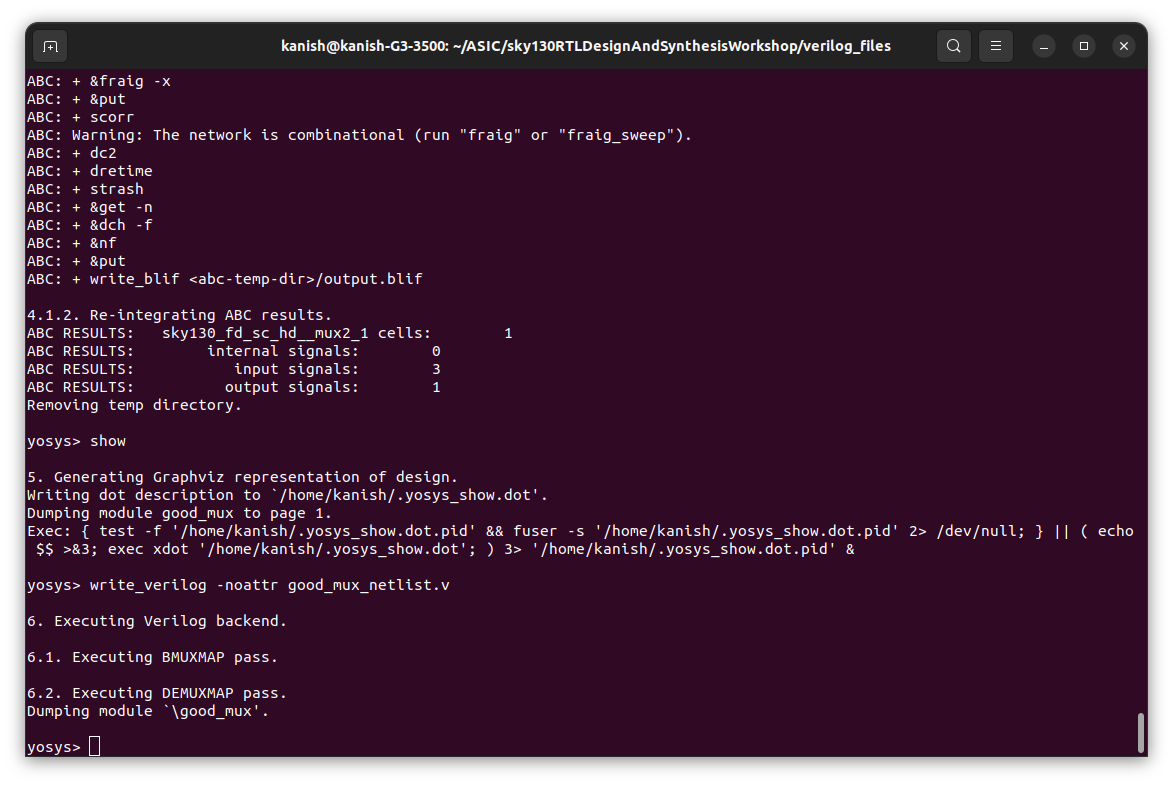 kanish@kanish-G3-3500: ~/ASIC/sky130RTLDesignAndSynthesisWorkshop/verilog_files
ABC: + &fraig -x
ABC: + &put
ABC: + scorr
ABC: Warning: The network is combinational (run "fraig" or "fraig_sweep").
ABC: + dc2
ABC: + dretime
ABC: + strash
ABC: + &get -n
ABC: + &dch -f
ABC: + &nf
ABC: + &put
ABC: + write_blif <abc-temp-dir>/output.blif
4.1.2. Re-integrating ABC results.
ABC RESULTS:   sky130_fd_sc_hd__mux2_1 cells:        1
ABC RESULTS:        internal signals:        0
ABC RESULTS:           input signals:        3
ABC RESULTS:          output signals:        1
Removing temp directory.
yosys> show
5. Generating Graphviz representation of design.
Writing dot description to `/home/kanish/.yosys_show.dot'.
Dumping module good_mux to page 1.
Exec: { test -f '/home/kanish/.yosys_show.dot.pid' && fuser -s '/home/kanish/.yosys_show.dot.pid' 2> /dev/null; } || ( echo
 $$ >&3; exec xdot '/home/kanish/.yosys_show.dot'; ) 3> '/home/kanish/.yosys_show.dot.pid' &
yosys> write_verilog -noattr good_mux_netlist.v
6. Executing Verilog backend.
6.1. Executing BMUXMAP pass.
6.2. Executing DEMUXMAP pass.
Dumping module `\good_mux'.
yosys>